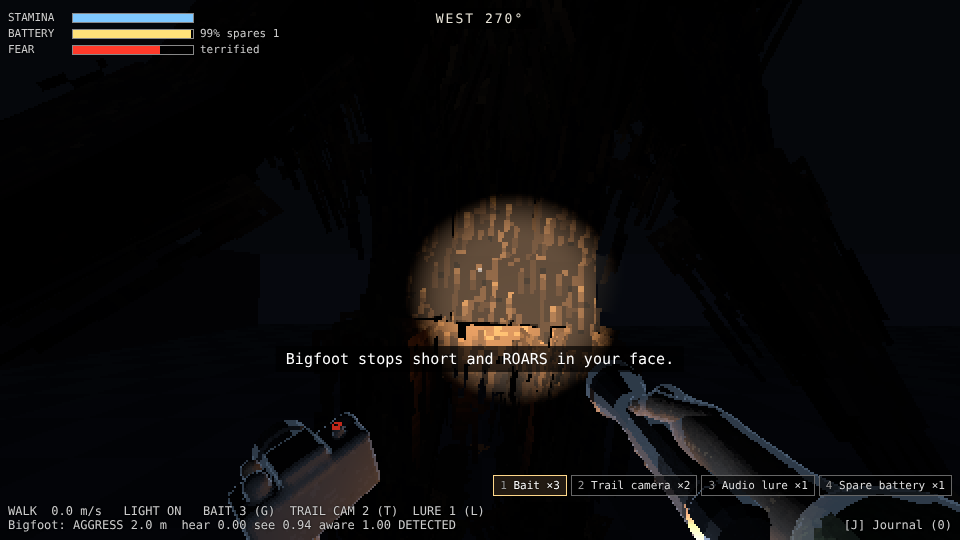 STAMINA
BATTERY 99% spares 1
FEAR terrified
WEST 270°
Bigfoot stops short and ROARS in your face.
1 Bait ×3 2 Trail camera ×2 3 Audio lure ×1 4 Spare battery ×1
WALK 0.0 m/s LIGHT ON BAIT 3 (G) TRAIL CAM 2 (T) LURE 1 (L)
Bigfoot: AGGRESS 2.0 m hear 0.00 see 0.94 aware 1.00 DETECTED
[J] Journal (0)